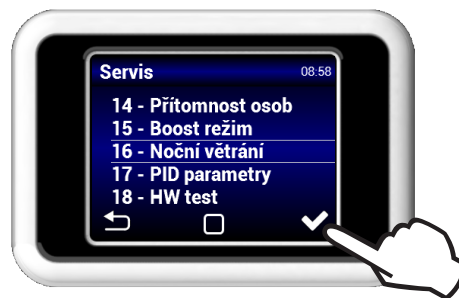 Servis 08:58
14 - Přítomnost osob
15 - Boost režim
16 - Noční větrání
17 - PID parametry
18 - HW test